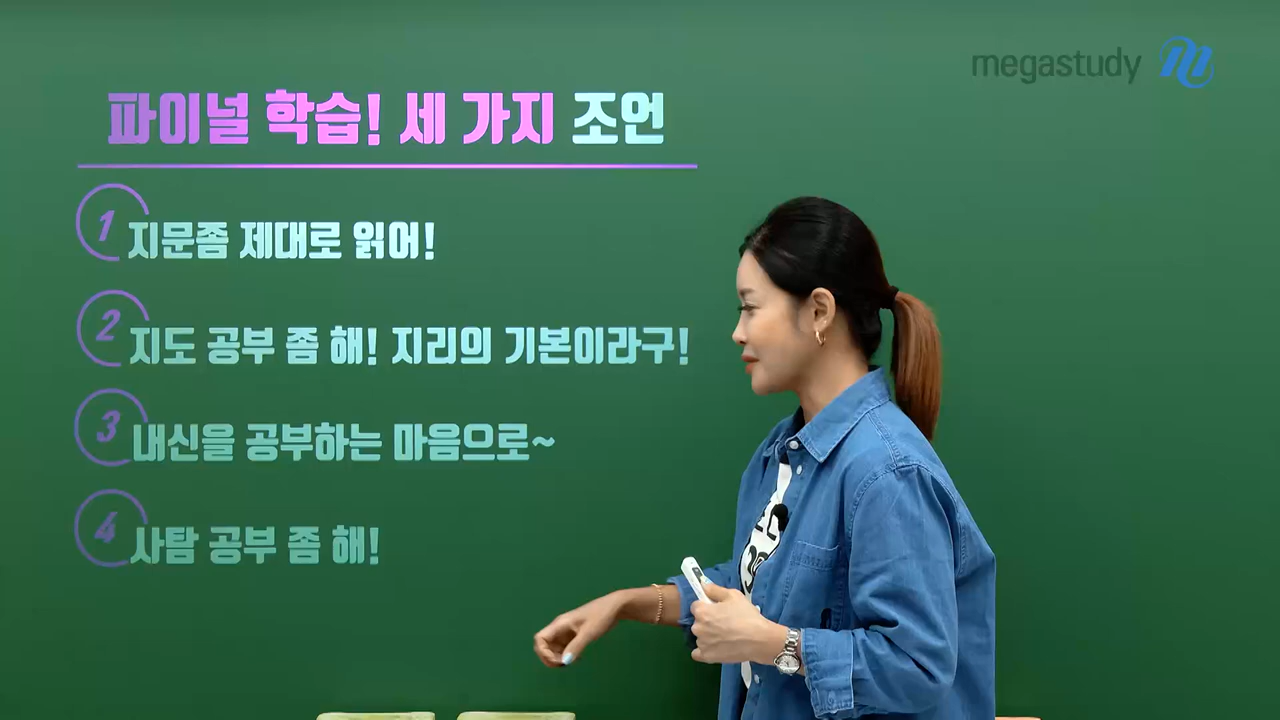 megastudy
파이널 학습! 세 가지 조언
1 지문좀 제대로 읽어!
2 지도 공부 좀 해! 지리의 기본이라구!
3 내신을 공부하는 마음으로~
4 사탐 공부 좀 해!